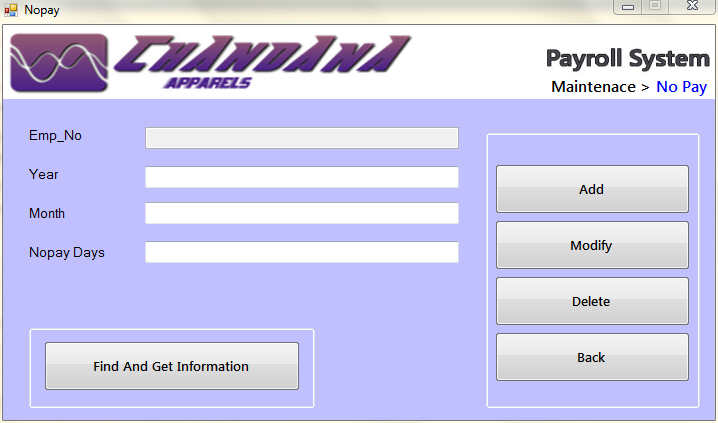 Nopay
CHANDANA
APPARELS
Payroll System
Maintenace > No Pay
Emp_No
Year
Month
Nopay Days
Add
Modify
Delete
Back
Find And Get Information